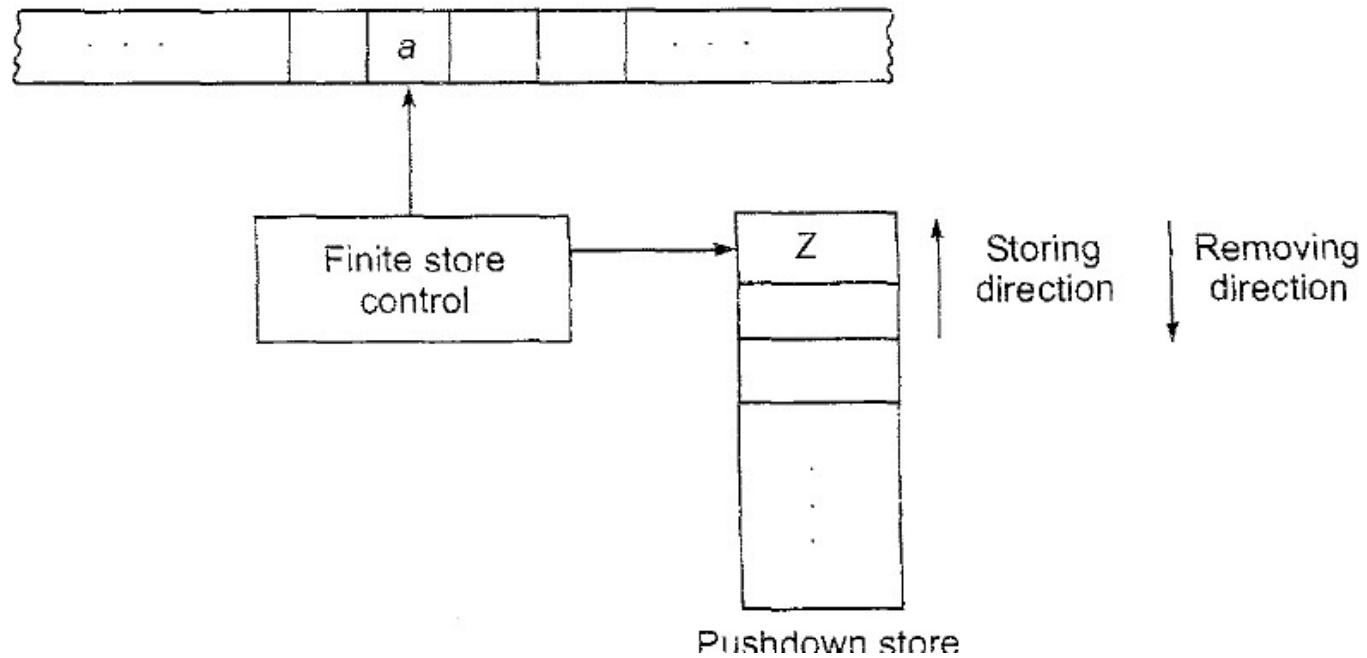 . . . a . . .
Finite store
control
Z
Storing
direction
Removing
direction
.
.
.
Pushdown store